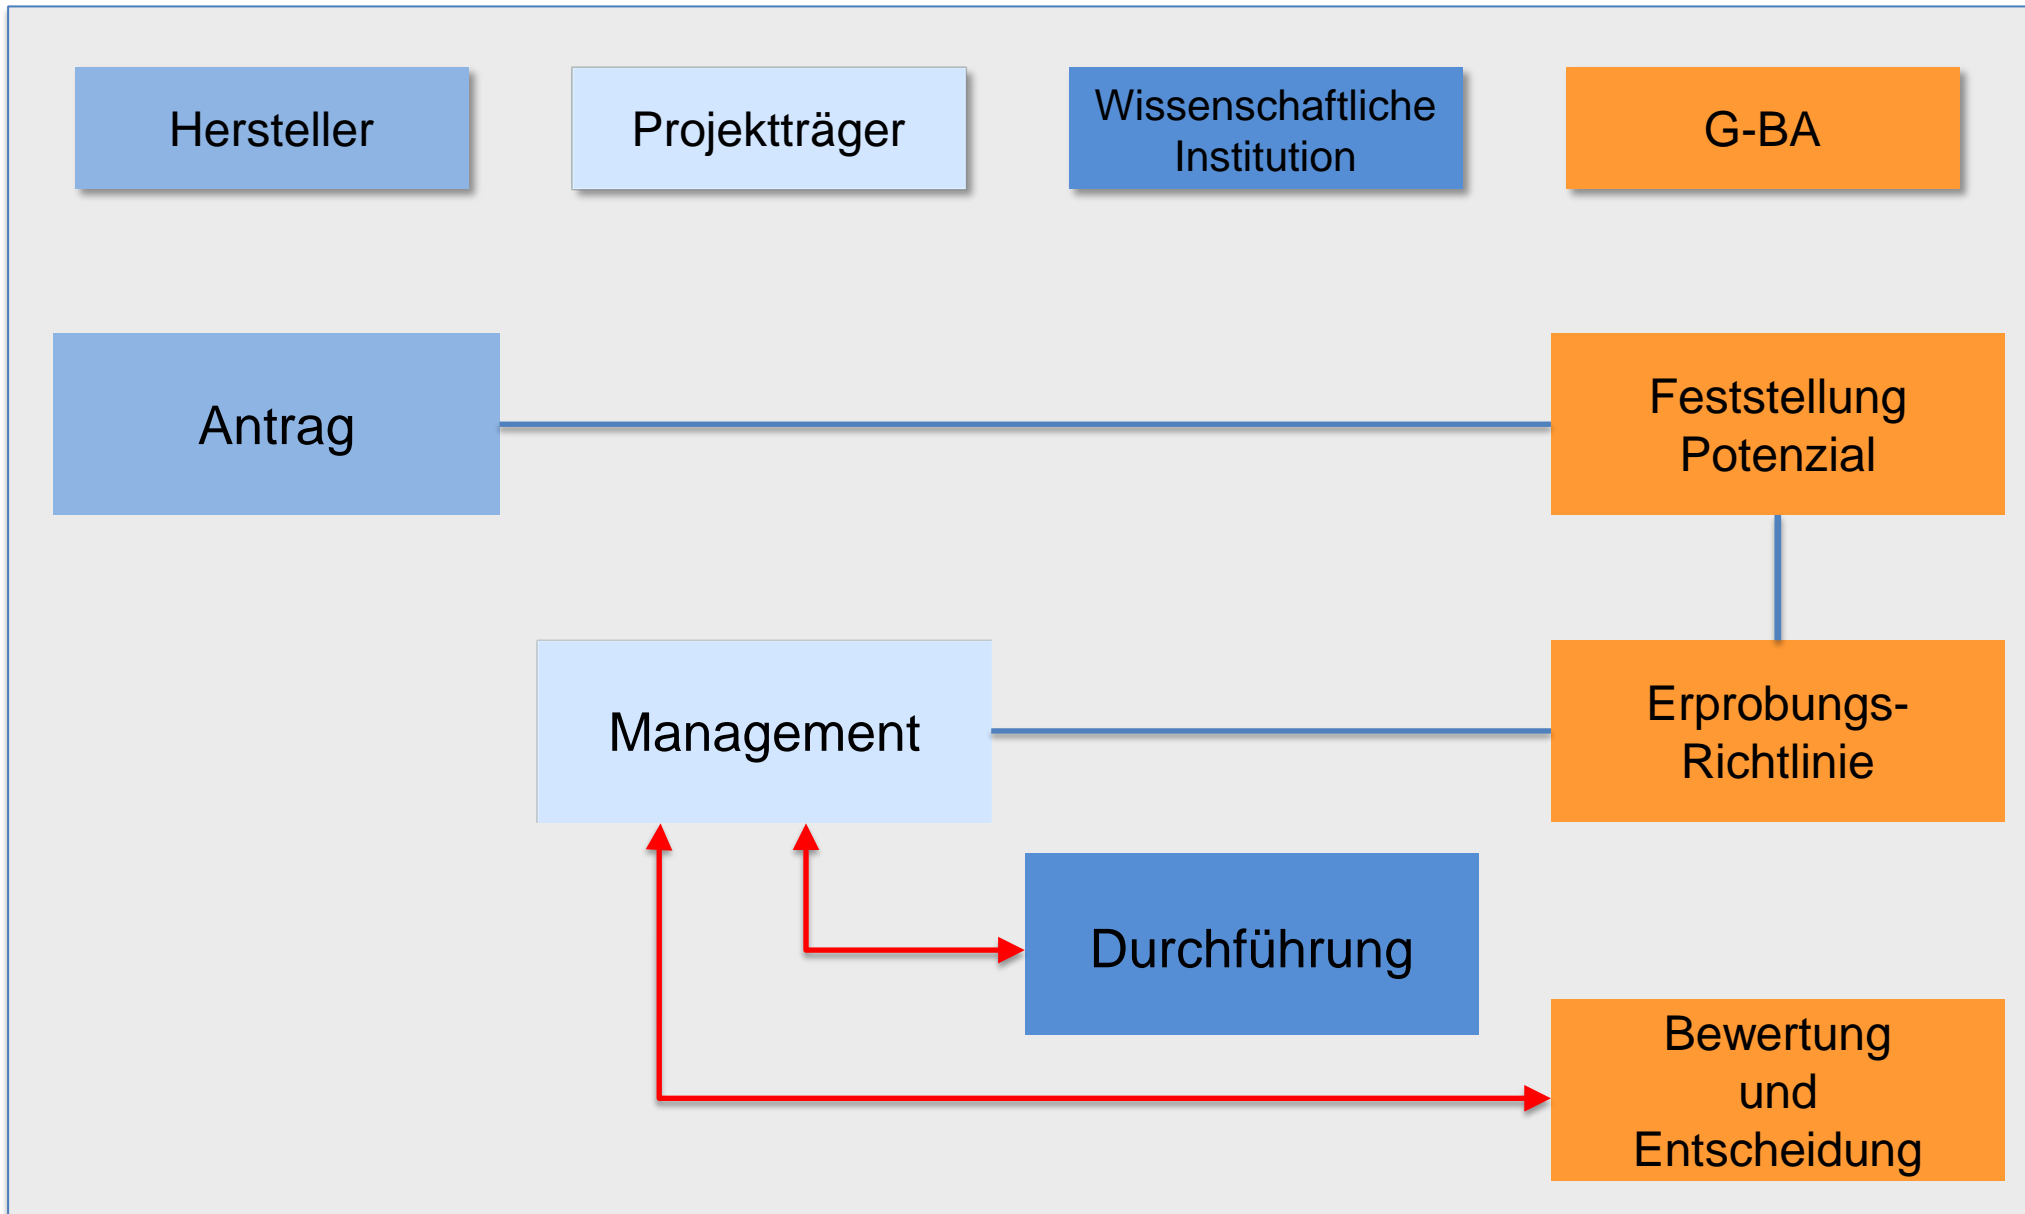 Hersteller
Projektträger
Wissenschaftliche
Institution
G-BA
Antrag
Feststellung
Potenzial
Management
Erprobungs-
Richtlinie
Durchführung
Bewertung
und
Entscheidung